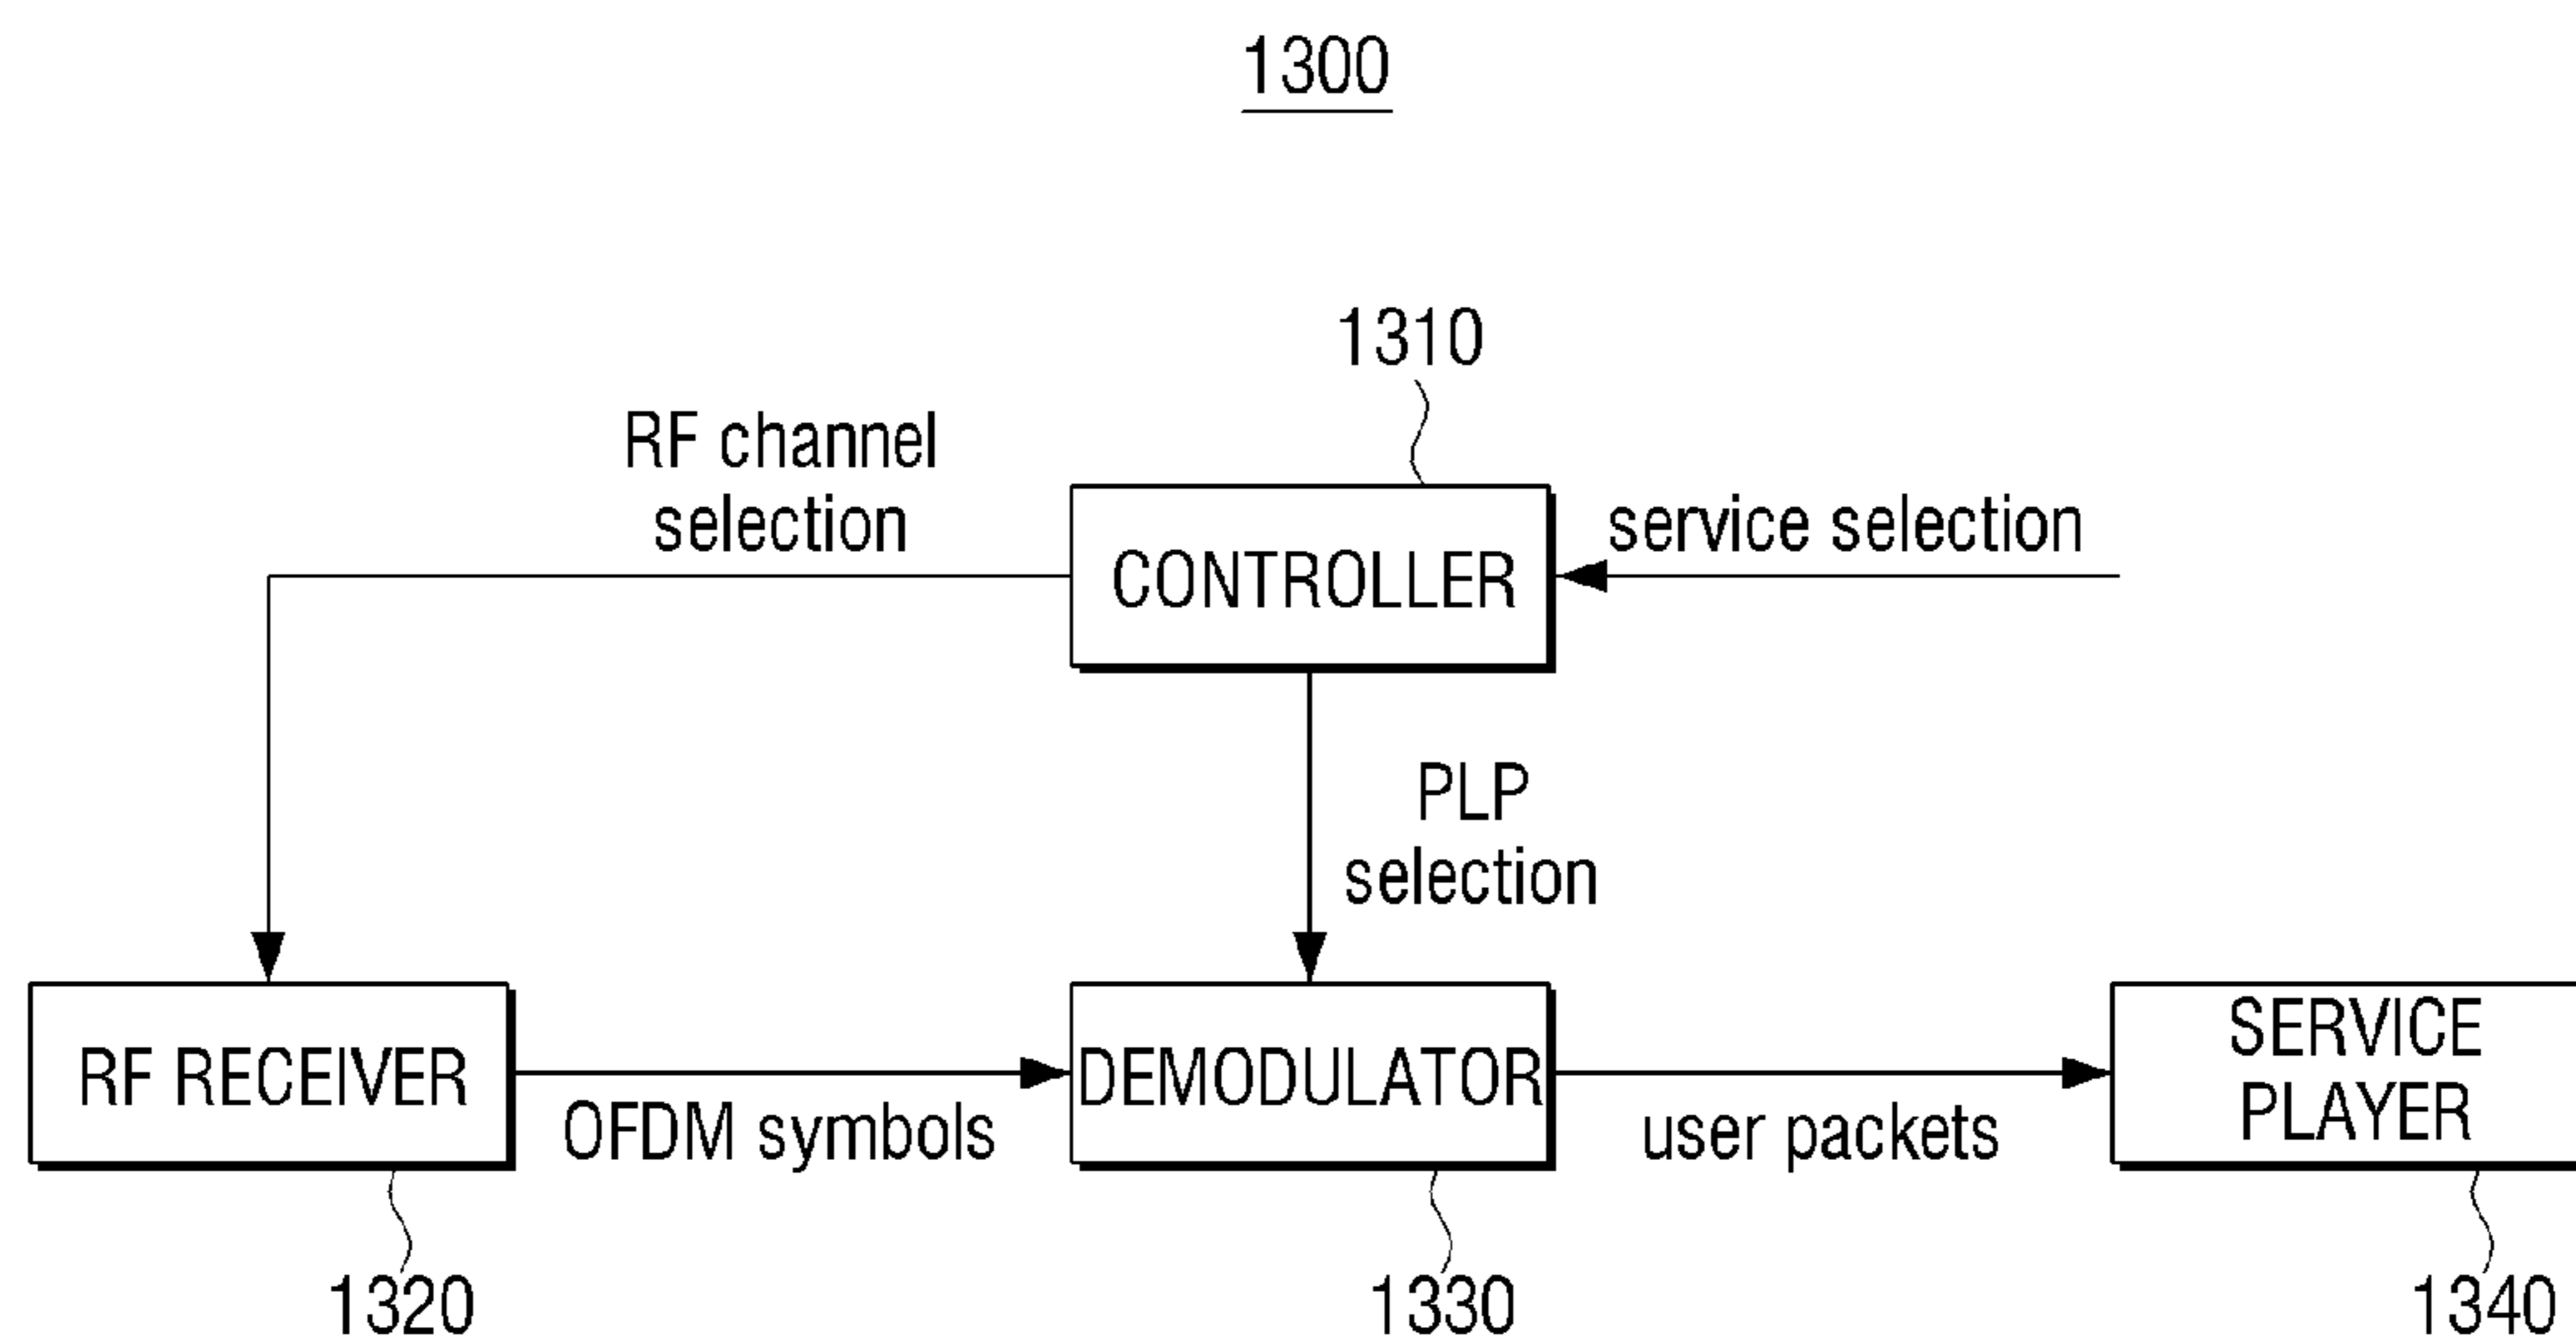 1300
1310
RF channel
selection
CONTROLLER
service selection
PLP
selection
RF RECEIVER
OFDM symbols
DEMODULATOR
user packets
SERVICE
PLAYER
1320
1330
1340